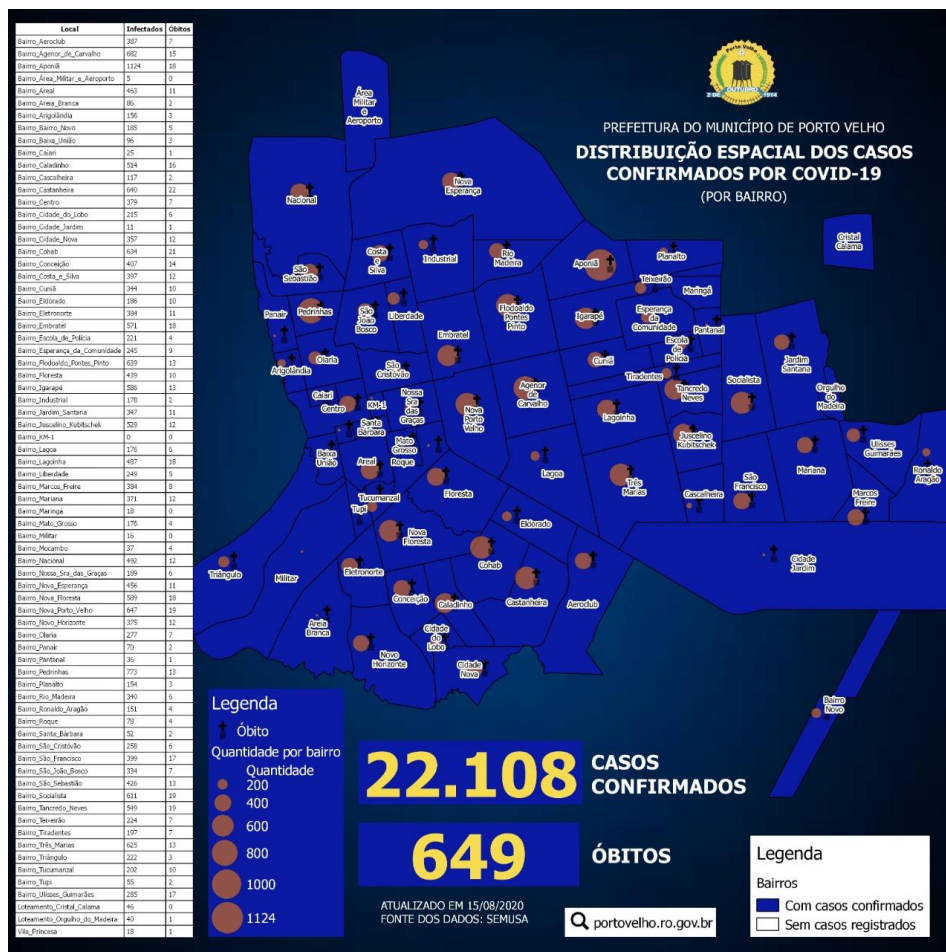 Local Infectados Óbitos
Bairro_Aeroclub 387 7
Bairro_Agenor_de_Carvalho 682 15
Bairro_Aponiã 1124 18
Bairro_Área_Militar_e_Aeroporto 5 0
Bairro_Areal 463 11
Bairro_Areia_Branca 86 2
Bairro_Arigolândia 156 3
Bairro_Bairro_Novo 185 5
Bairro_Baixa_União 96 3
Bairro_Caiari 25 1
Bairro_Caladinho 514 16
Bairro_Cascalheira 117 2
Bairro_Castanheira 640 22
Bairro_Centro 379 7
Bairro_Cidade_do_Lobo 215 6
Bairro_Cidade_Jardim 11 1
Bairro_Cidade_Nova 357 12
Bairro_Cohab 634 21
Bairro_Conceição 407 14
Bairro_Costa_e_Silva 397 12
Bairro_Cuniã 344 10
Bairro_Eldorado 186 10
Bairro_Eletronorte 394 11
Bairro_Embratel 571 18
Bairro_Escola_de_Polícia 221 4
Bairro_Esperança_da_Comunidade 245 9
Bairro_Flodoaldo_Pontes_Pinto 639 13
Bairro_Floresta 439 10
Bairro_Igarapé 586 13
Bairro_Industrial 178 2
Bairro_Jardim_Santana 347 11
Bairro_Juscelino_Kubitschek 529 12
Bairro_KM-1 0 0
Bairro_Lagoa 176 6
Bairro_Lagoinha 487 18
Bairro_Liberdade 249 5
Bairro_Marcos_Freire 384 8
Bairro_Mariana 371 12
Bairro_Maringá 18 0
Bairro_Mato_Grosso 176 4
Bairro_Militar 16 0
Bairro_Mocambo 37 4
Bairro_Nacional 492 12
Bairro_Nossa_Sra_das_Graças 189 6
Bairro_Nova_Esperança 456 11
Bairro_Nova_Floresta 589 18
Bairro_Nova_Porto_Velho 647 19
Bairro_Novo_Horizonte 375 12
Bairro_Olaria 277 7
Bairro_Panair 70 2
Bairro_Pantanal 36 1
Bairro_Pedrinhas 773 13
Bairro_Planalto 154 3
Bairro_Rio_Madeira 340 6
Bairro_Ronaldo_Aragão 151 4
Bairro_Roque 78 4
Bairro_Santa_Bárbara 52 2
Bairro_São_Cristóvão 258 6
Bairro_São_Francisco 399 17
Bairro_São_João_Bosco 334 7
Bairro_São_Sebastião 426 13
Bairro_Socialista 611 19
Bairro_Tancredo_Neves 549 19
Bairro_Teixeirão 224 7
Bairro_Tiradentes 197 7
Bairro_Três_Marias 625 13
Bairro_Triângulo 222 3
Bairro_Tucumanzal 202 10
Bairro_Tupi 55 2
Bairro_Ulisses_Guimarães 285 17
Loteamento_Cristal_Calama 46 0
Loteamento_Orgulho_do_Madeira 40 1
Vila_Princesa 18 1
Porto Velho
2 DE OUTUBRO 1914
PREFEITURA DO MUNICÍPIO DE PORTO VELHO
DISTRIBUIÇÃO ESPACIAL DOS CASOS
CONFIRMADOS POR COVID-19
(POR BAIRRO)
Área
Militar
e
Aeroporto
Nacional
Nova
Esperança
Cristal
Calama
Costa
e
Silva
Industrial
Rio
Madeira
Aponiã
Planalto
São
Sebastião
Teixeirão
Maringá
Panair
Pedrinhas
São
João
Bosco
Liberdade
Flodoaldo
Pontes
Pinto
Igarapé
Esperança
da
Comunidade
Pantanal
Embratel
Escola
de
Polícia
Jardim
Santana
Arigolândia
Olaria
São
Cristóvão
Cuniã
Tiradentes
Socialista
Orgulho
do
Madeira
Caiari
Centro
KM-1
Nossa
Sra
das
Graças
Agenor
de
Carvalho
Tancredo
Neves
Nova
Porto
Velho
Lagoinha
Santa
Bárbara
Mato
Grosso
Roque
Juscelino
Kubitschek
Baixa
União
Areal
Lagoa
Mariana
Ulisses
Guimarães
Ronaldo
Aragão
Tucumanzal
Tupi
Floresta
Três
Marias
Cascalheira
São
Francisco
Marcos
Freire
Nova
Floresta
Eldorado
Cohab
Cidade
Jardim
Triângulo
Militar
Eletronorte
Conceição
Caladinho
Castanheira
Aeroclub
Areia
Branca
Novo
Horizonte
Cidade
do
Lobo
Cidade
Nova
Bairro
Novo
Legenda
Óbito
Quantidade por bairro
Quantidade
200
400
600
800
1000
1124
22.108 CASOS
CONFIRMADOS
649 ÓBITOS
ATUALIZADO EM 15/08/2020
FONTE DOS DADOS: SEMUSA
portovelho.ro.gov.br
Legenda
Bairros
Com casos confirmados
Sem casos registrados